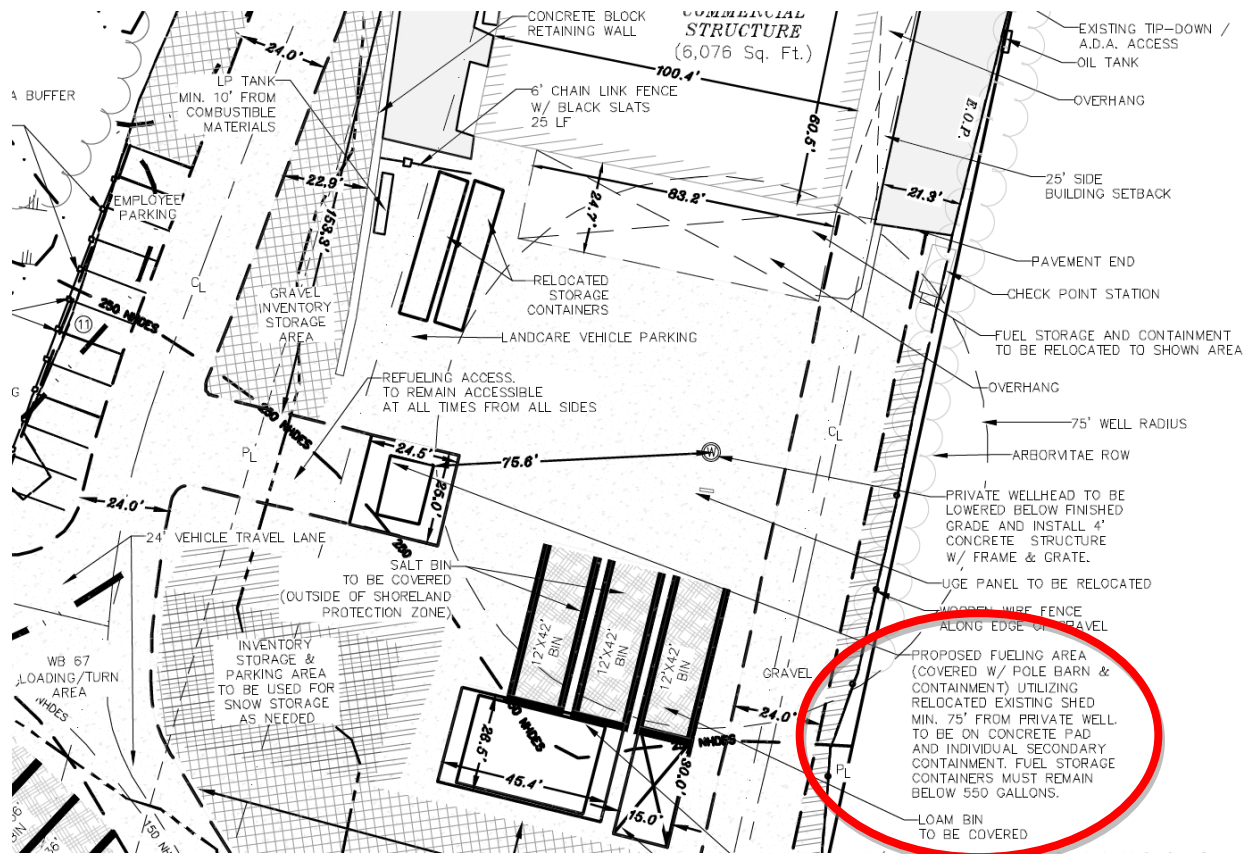 CONCRETE BLOCK
RETAINING WALL
COMMERCIAL
STRUCTURE
(6,076 Sq. Ft.)
EXISTING TIP-DOWN /
A.D.A. ACCESS
OIL TANK
24.0'
100.4'
LP TANK
MIN. 10' FROM
COMBUSTIBLE
MATERIALS
6' CHAIN LINK FENCE
W/ BLACK SLATS
25 LF
A BUFFER
OVERHANG
E.O.P.
60.5'
22.9'
153.3'
24.7'
83.2'
21.3'
25' SIDE
BUILDING SETBACK
EMPLOYEE
PARKING
PAVEMENT END
CL
RELOCATED
STORAGE
CONTAINERS
CHECK POINT STATION
GRAVEL
INVENTORY
STORAGE
AREA
250 NHDES
11
LANDCARE VEHICLE PARKING
FUEL STORAGE AND CONTAINMENT
TO BE RELOCATED TO SHOWN AREA
REFUELING ACCESS.
TO REMAIN ACCESSIBLE
AT ALL TIMES FROM ALL SIDES
OVERHANG
G
250 NHDES
75' WELL RADIUS
CL
PL
24.5'
75.6'
W
ARBORVITAE ROW
25.0'
24.0'
PRIVATE WELLHEAD TO BE
LOWERED BELOW FINISHED
GRADE AND INSTALL 4'
CONCRETE STRUCTURE
W/ FRAME & GRATE.
24' VEHICLE TRAVEL LANE
250
SALT BIN
TO BE COVERED
(OUTSIDE OF SHORELAND
PROTECTION ZONE)
UGE PANEL TO BE RELOCATED
WOODEN WIRE FENCE
ALONG EDGE OF GRAVEL
12'X42'
BIN
12'X42'
BIN
12'X42'
BIN
INVENTORY
STORAGE &
PARKING AREA
TO BE USED FOR
SNOW STORAGE
AS NEEDED
WB 67
LOADING/TURN
AREA
GRAVEL
PROPOSED FUELING AREA
(COVERED W/ POLE BARN &
CONTAINMENT) UTILIZING
RELOCATED EXISTING SHED
MIN. 75' FROM PRIVATE WELL.
TO BE ON CONCRETE PAD
AND INDIVIDUAL SECONDARY
CONTAINMENT. FUEL STORAGE
CONTAINERS MUST REMAIN
BELOW 550 GALLONS.
NHDES
24.0'
NHDES
NHDES
26.5'
45.4'
30.0'
15.0'
PL
LOAM BIN
TO BE COVERED
BIN
36'
150 NH